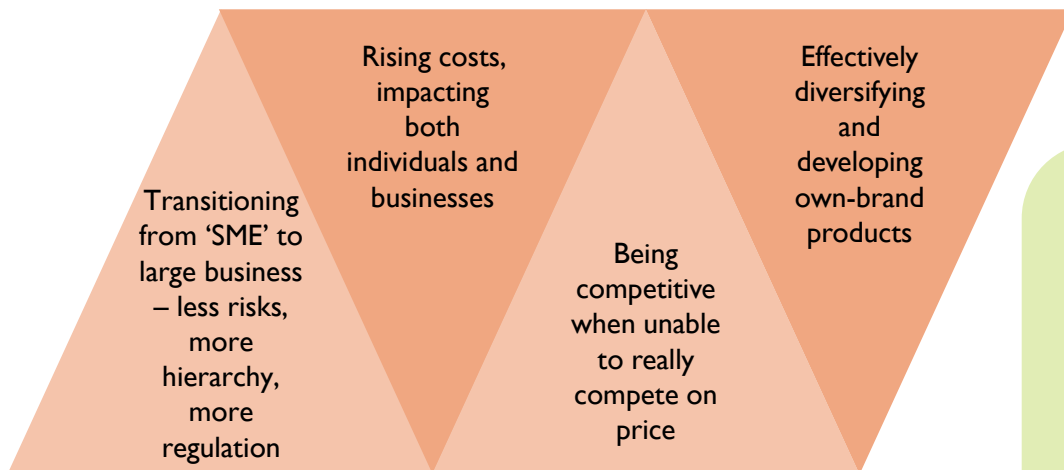 Transitioning
from ‘SME’ to
large business
– less risks,
more
hierarchy,
more
regulation
Rising costs,
impacting
both
individuals and
businesses
Being
competitive
when unable
to really
compete on
price
Effectively
diversifying
and
developing
own-brand
products